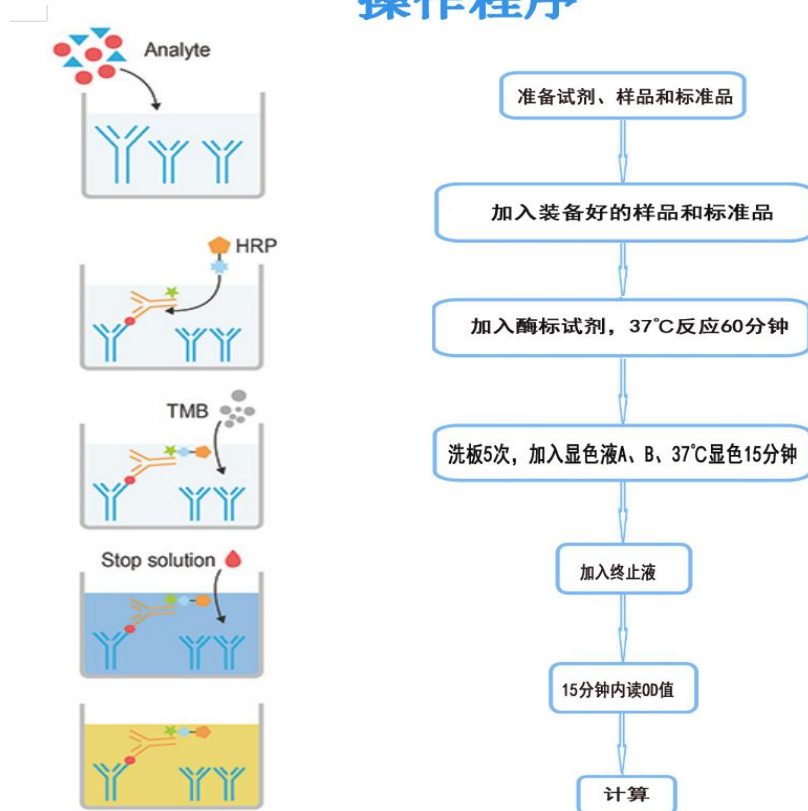 操作程序
Analyte
HRP
TMB
Stop solution
准备试剂、样品和标准品
加入装备好的样品和标准品
加入酶标试剂，37℃反应60分钟
洗板5次，加入显色液A、B、37℃显色15分钟
加入终止液
15分钟内读OD值
计算